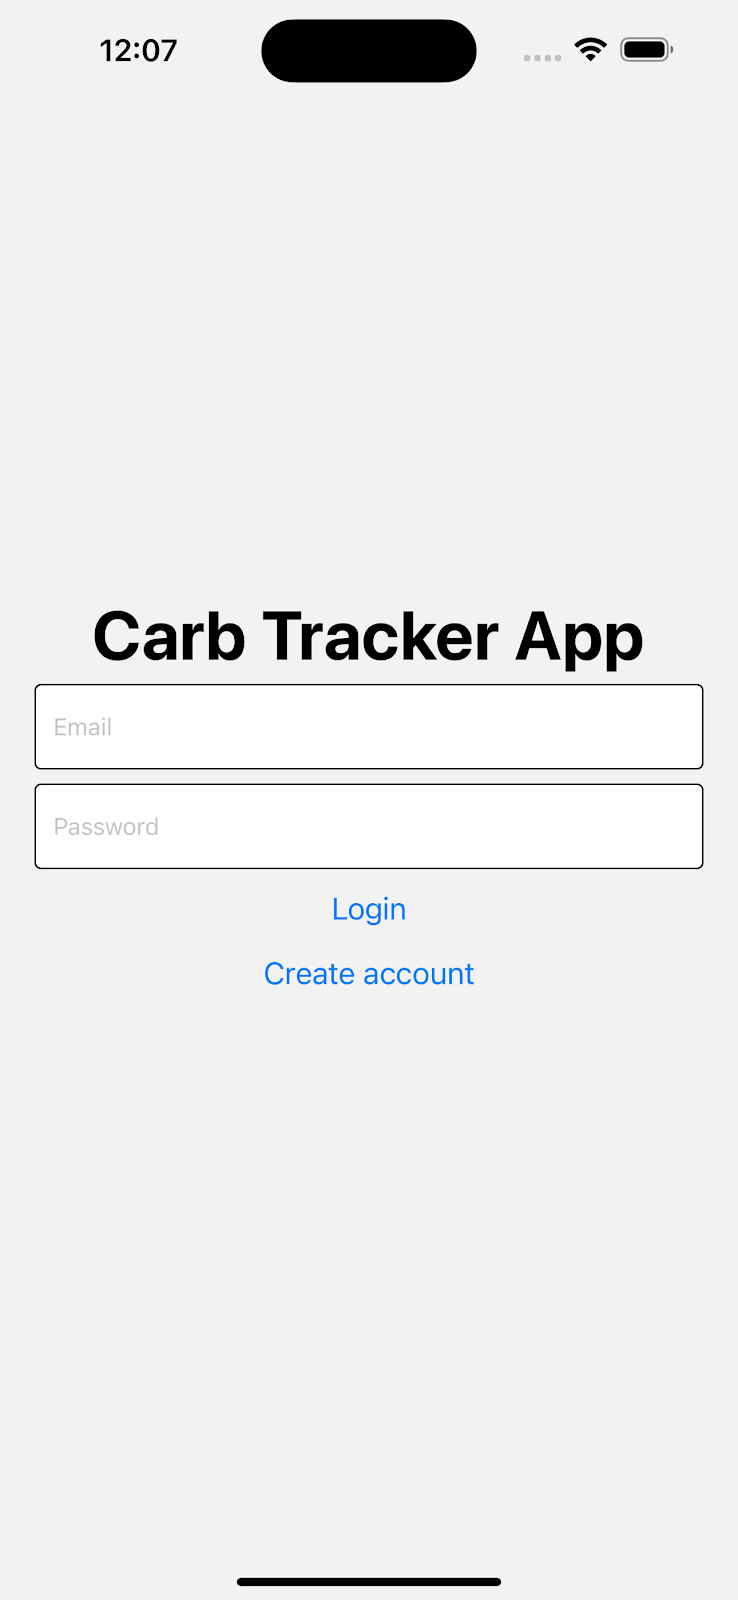 12:07
Carb Tracker App
Email
Password
Login
Create account